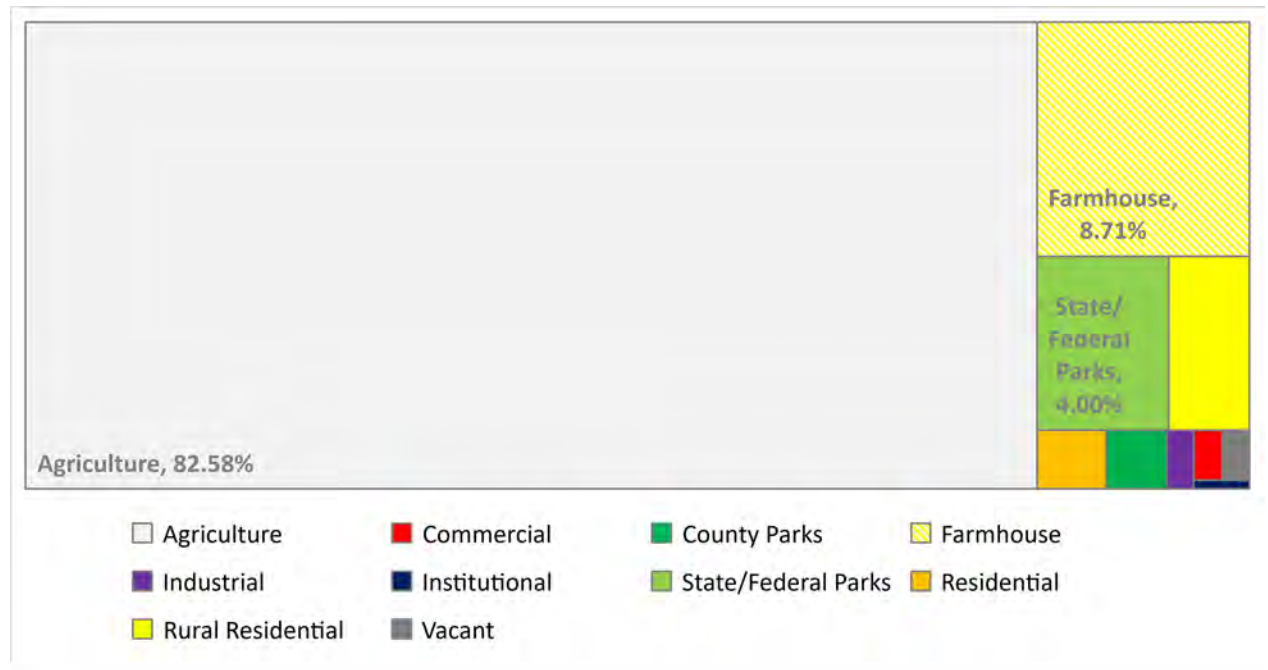 Farmhouse,
8.71%
State/
Federal
Parks,
4.00%
Agriculture, 82.58%
Agriculture
Commercial
County Parks
Farmhouse
Industrial
Institutional
State/Federal Parks
Residential
Rural Residential
Vacant